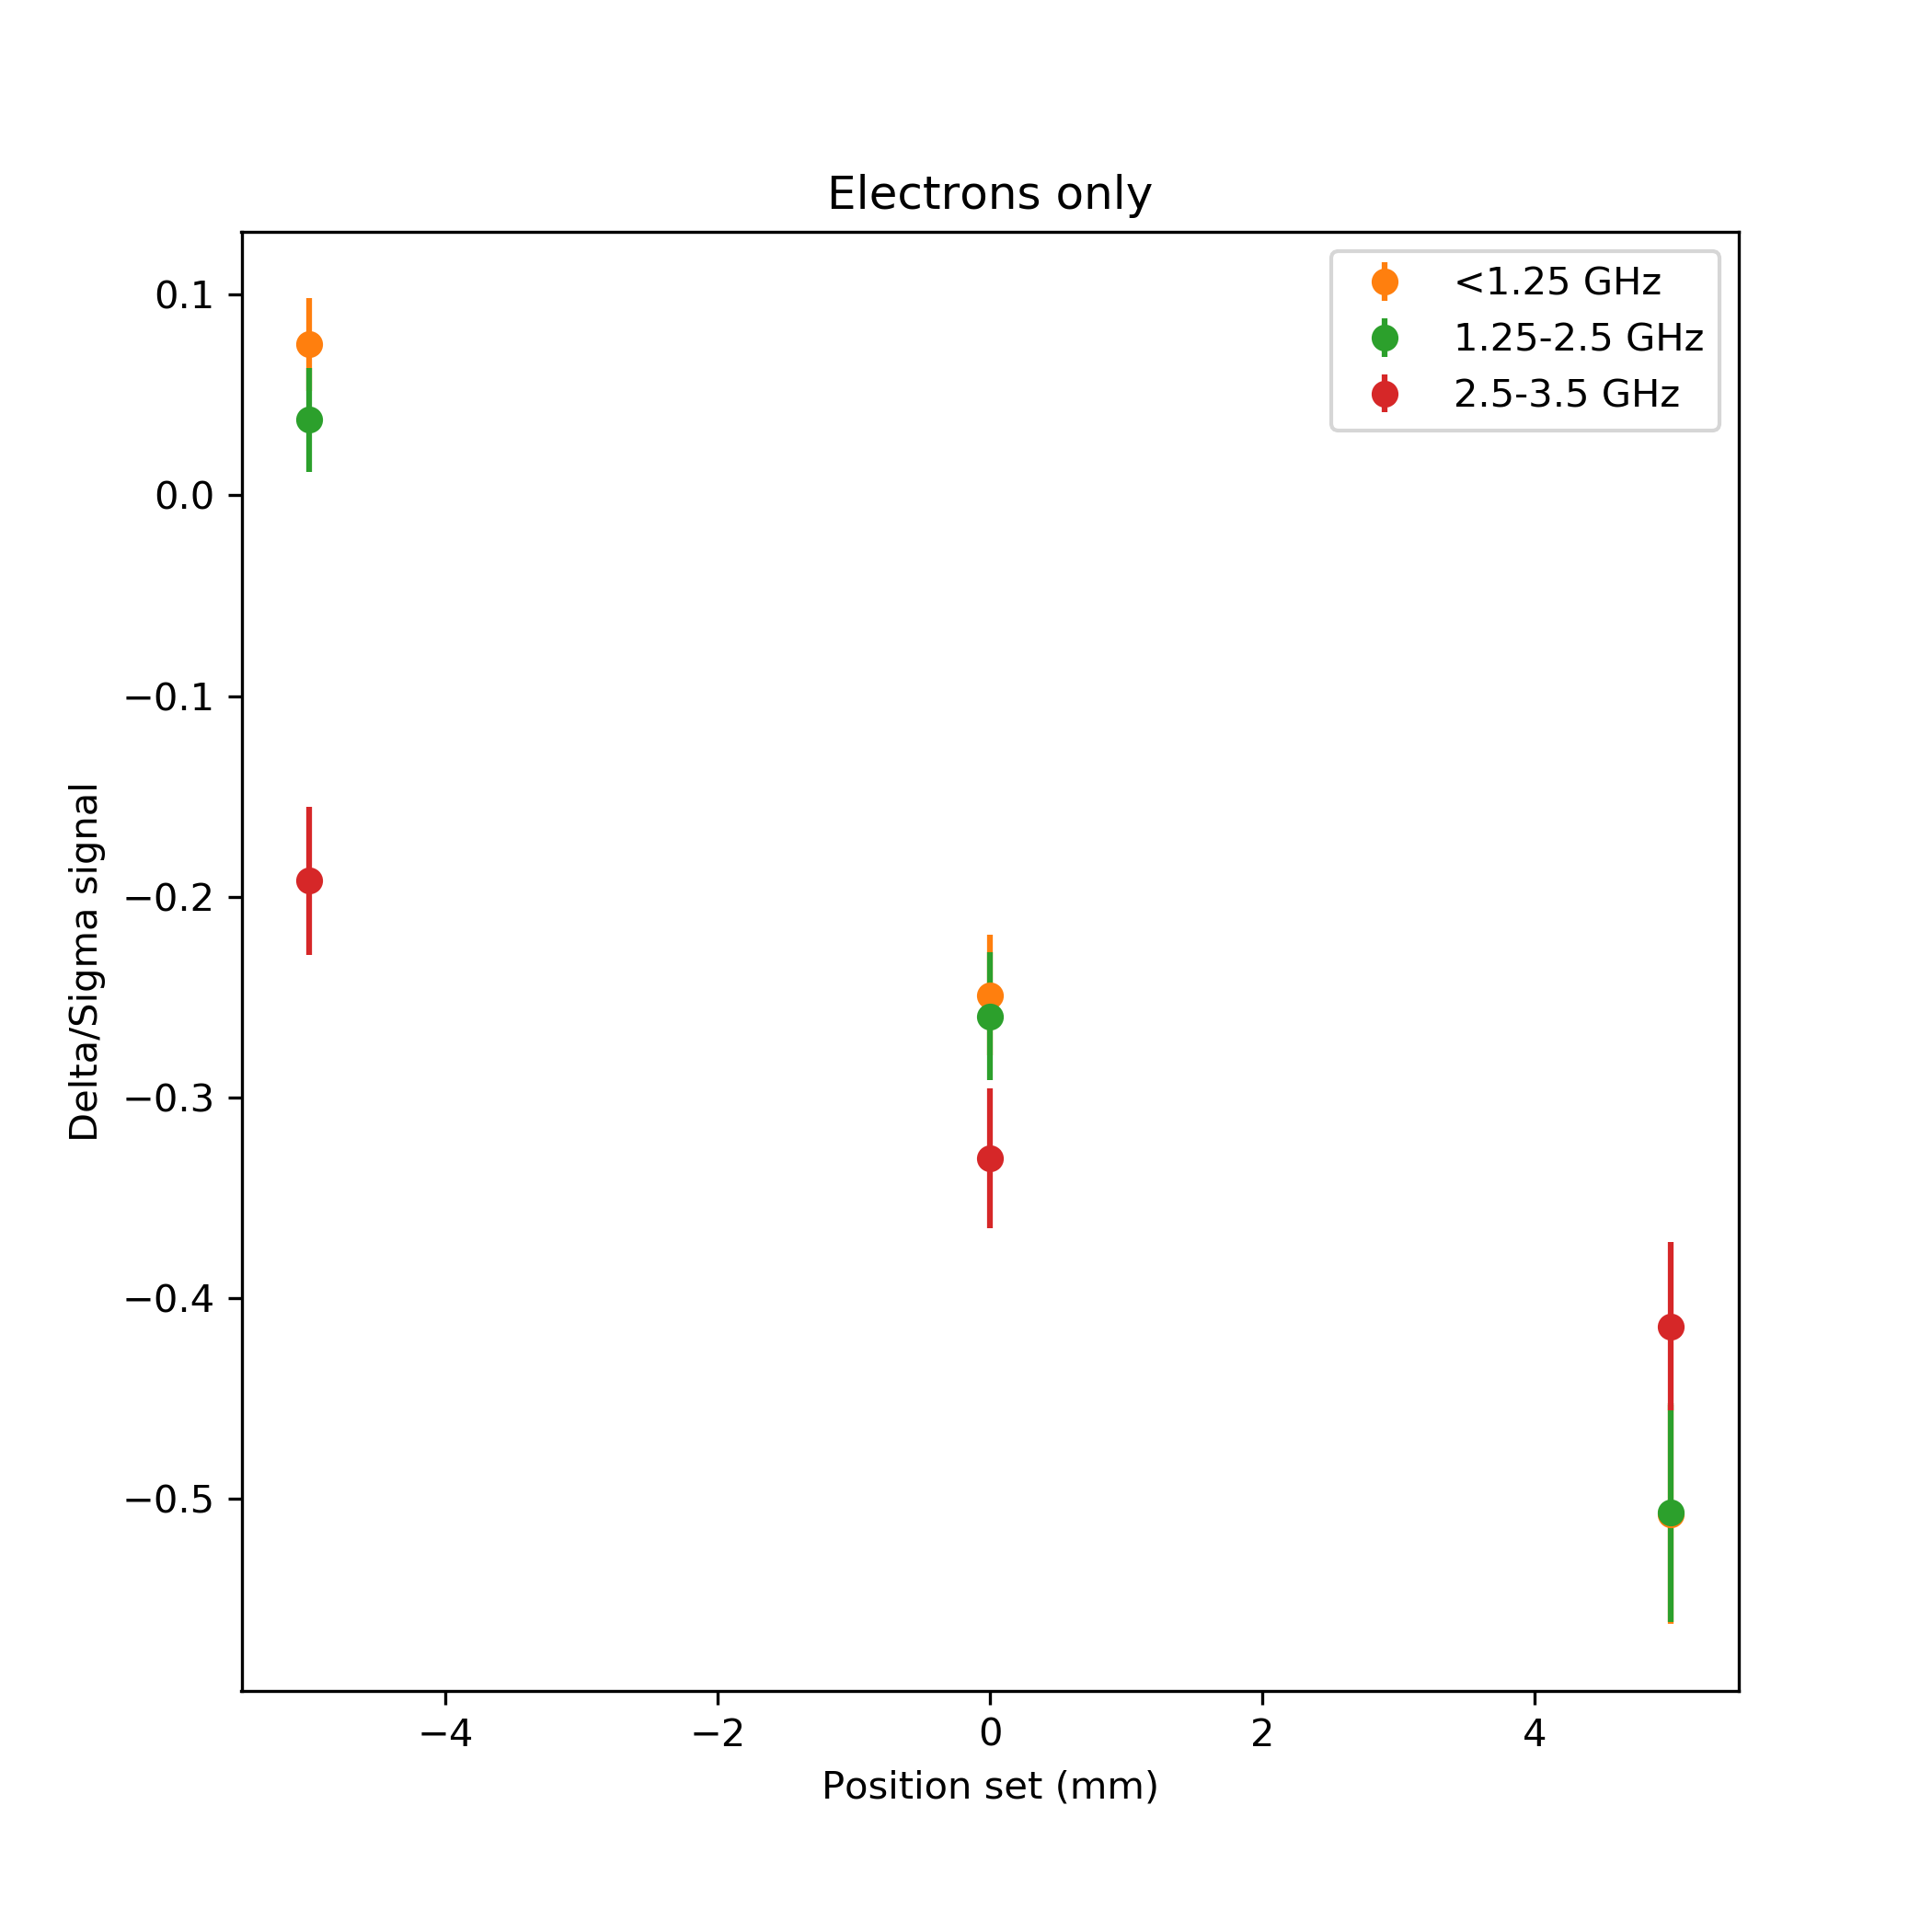 Electrons only
<1.25 GHz
1.25-2.5 GHz
2.5-3.5 GHz
0.1
0.0
−0.1
−0.2
−0.3
−0.4
−0.5
Delta/Sigma signal
−4
−2
0
2
4
Position set (mm)